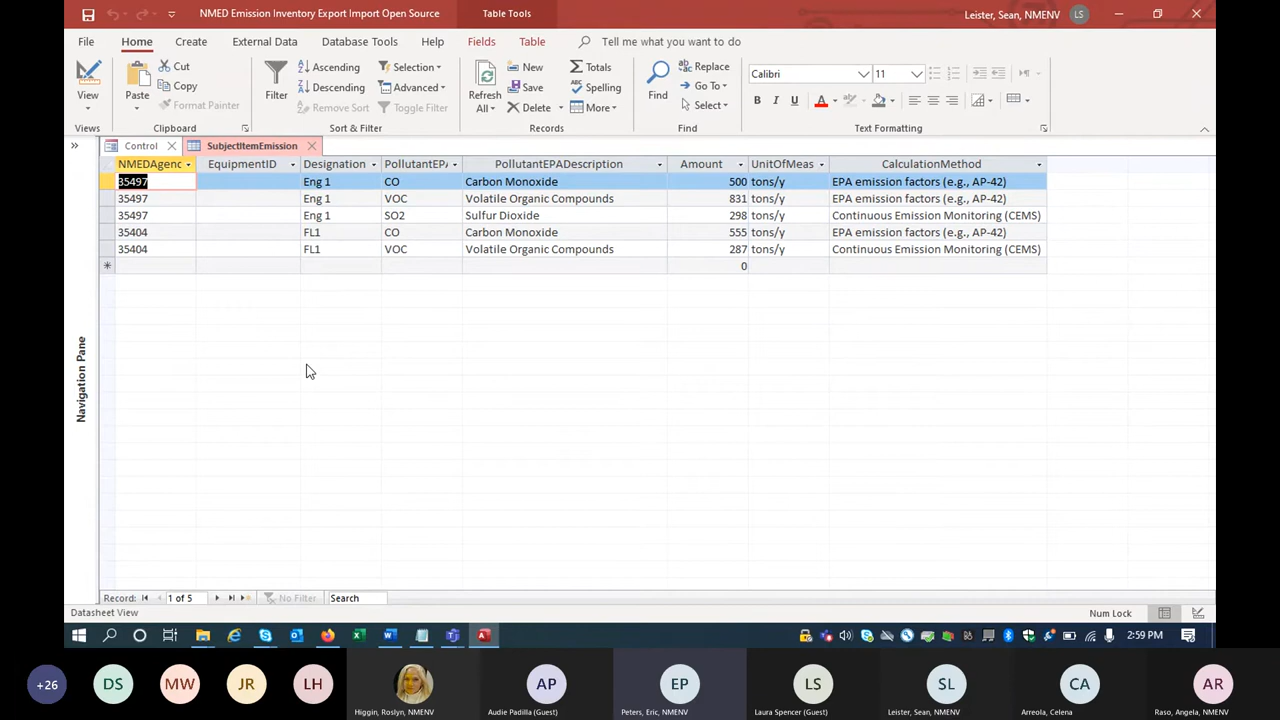 NMED Emission Inventory Export Import Open Source
Table Tools
Leister, Sean, NMENV LS
File Home Create External Data Database Tools Help Fields Table Tell me what you want to do
View
Views
Paste
Cut
Copy
Format Painter
Clipboard
Filter
Ascending
Descending
Remove Sort
Selection
Advanced
Toggle Filter
Sort & Filter
Refresh All
New
Save
Delete
Totals
Spelling
More
Records
Find
Replace
Go To
Select
Find
Calibri 11
B I U A
Text Formatting
Control SubjectItemEmission
NMEDAgenc EquipmentID Designation PollutantEPA PollutantEPADescription Amount UnitOfMeas CalculationMethod
35497 Eng 1 CO Carbon Monoxide 500 tons/y EPA emission factors (e.g., AP-42)
35497 Eng 1 VOC Volatile Organic Compounds 831 tons/y EPA emission factors (e.g., AP-42)
35497 Eng 1 SO2 Sulfur Dioxide 298 tons/y Continuous Emission Monitoring (CEMS)
35404 FL1 CO Carbon Monoxide 555 tons/y EPA emission factors (e.g., AP-42)
35404 FL1 VOC Volatile Organic Compounds 287 tons/y Continuous Emission Monitoring (CEMS)
* 0
Navigation Pane
Record: 1 of 5 No Filter Search
Datasheet View Num Lock
2:59 PM
+26 DS MW JR LH AP EP LS SL CA AR
Higgin, Roslyn, NMENV Audie Padilla (Guest) Peters, Eric, NMENV Laura Spencer (Guest) Leister, Sean, NMENV Arreola, Celena Raso, Angela, NMENV